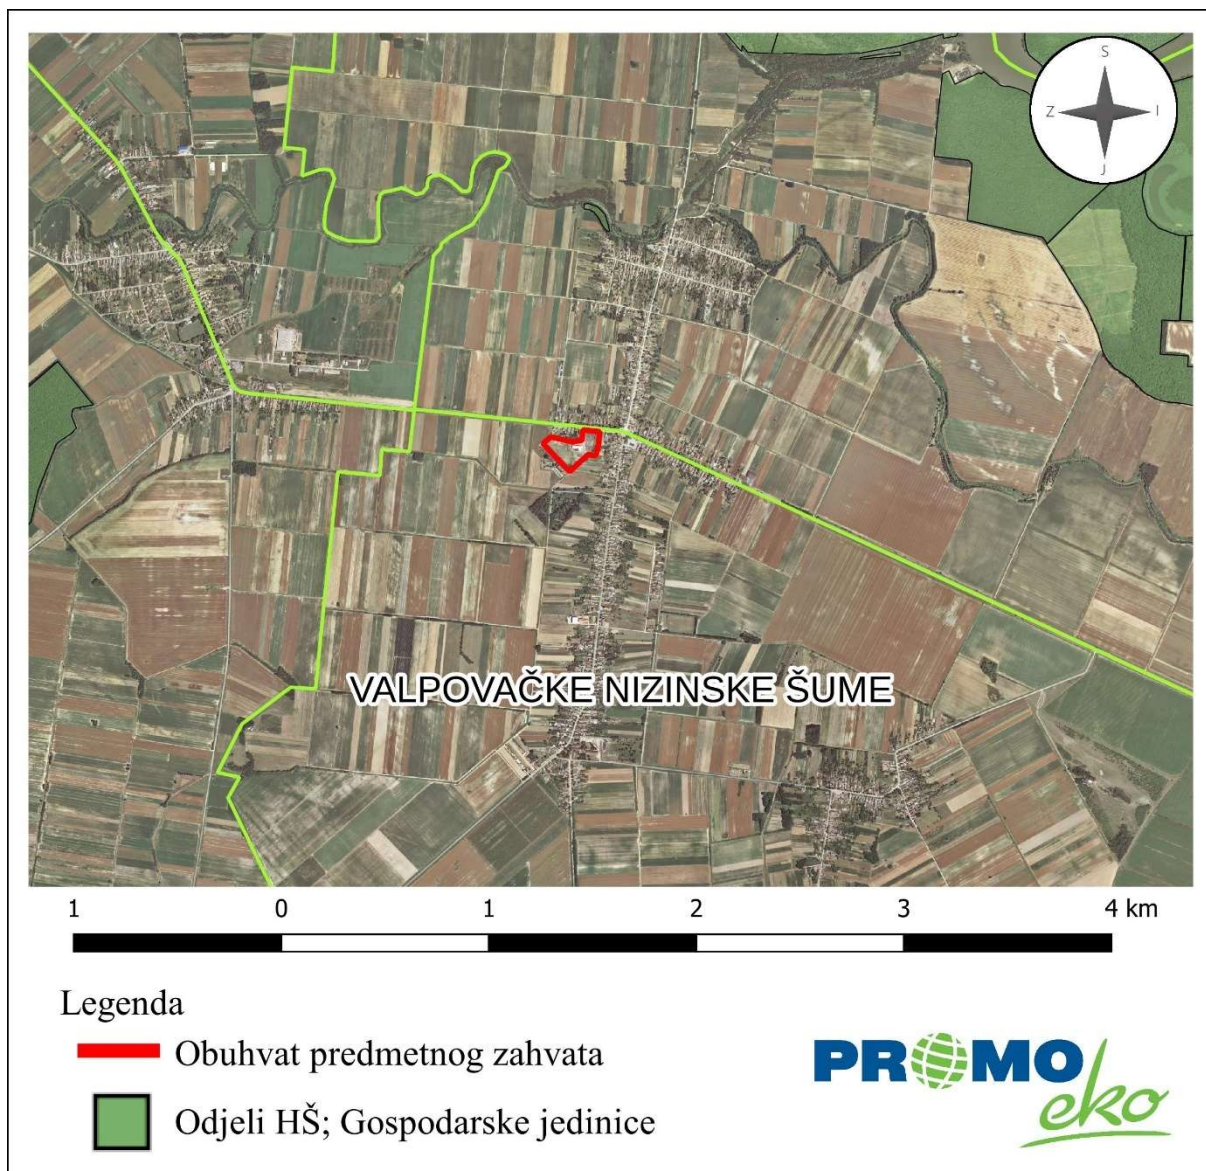 S
Z
I
J
VALPOVAČKE NIZINSKE ŠUME
1 0 1 2 3 4 km
Legenda
Obuhvat predmetnog zahvata
Odjeli HŠ; Gospodarske jedinice
PROMO
eko